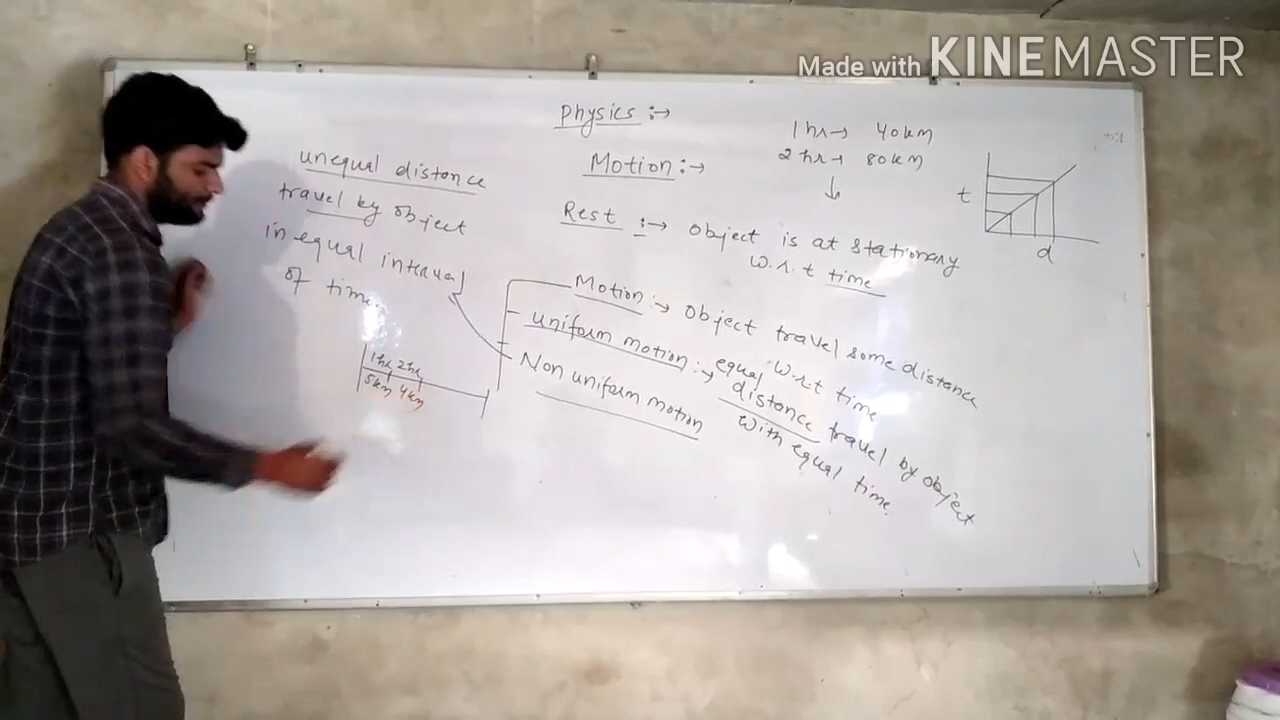 Made with KINEMASTER
Physics :→
1 hr → 40 km
2 hr → 80 km
Motion :→
t
d
Rest :→ object is at stationary
w.r.t time
unequal distance
travel by object
in equal interval
of time.
Motion :→ object travel some distance
w.r.t time
uniform motion :→ equal
distance travel by object
with equal time.
Non uniform motion
1hr 2hr
5km 4km